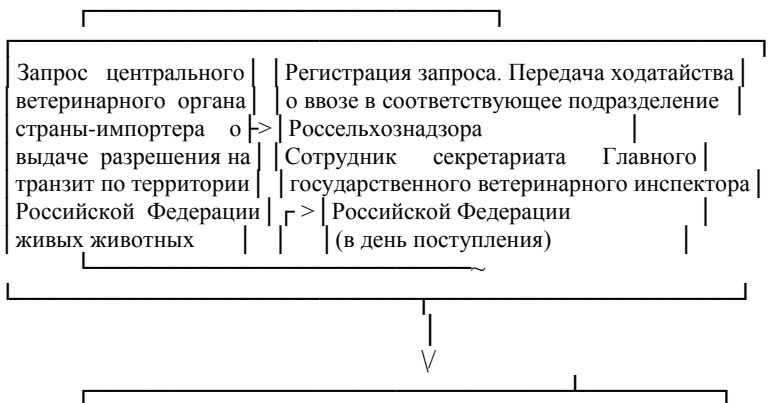 Запрос центрального Регистрация запроса. Передача ходатайства
ветеринарного органа о ввозе в соответствующее подразделение
страны-импортера о > Россельхознадзора
выдаче разрешения на Сотрудник секретариата Главного
транзит по территории государственного ветеринарного инспектора
Российской Федерации > Российской Федерации
живых животных (в день поступления)